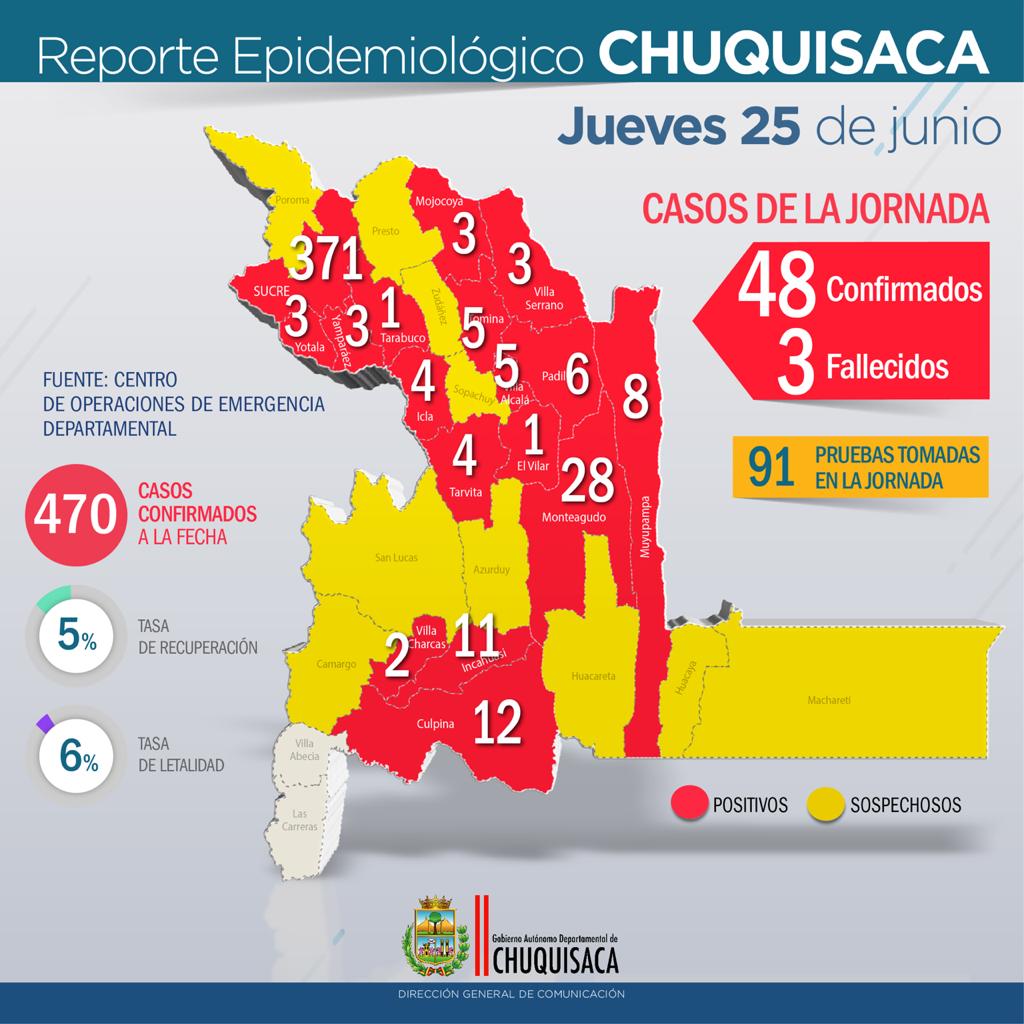 Reporte Epidemiológico CHUQUISACA
Jueves 25 de junio
CASOS DE LA JORNADA
48 Confirmados
3 Fallecidos
91 PRUEBAS TOMADAS
EN LA JORNADA
FUENTE: CENTRO
DE OPERACIONES DE EMERGENCIA
DEPARTAMENTAL
470 CASOS
CONFIRMADOS
A LA FECHA
5% TASA
DE RECUPERACIÓN
6% TASA
DE LETALIDAD
Poroma
Presto
Mojocoya
3
371
SUCRE
3
Villa
Serrano
3
Yotala
3
Yamparáez
1
Tarabuco
Zudáñez
5
5
Alcalá
6
8
Muyupampa
4
Icla
Sopachuy
4
Tarvita
1
El Vilar
28
Monteagudo
San Lucas
Azurduy
Camargo
2
Villa
Charcas
11
Incahuasi
Culpina
12
Huacareta
Huacaya
Machareti
Villa
Abecia
Las
Carreras
POSITIVOS
SOSPECHOSOS
Gobierno Autónomo Departamental de
CHUQUISACA
DIRECCIÓN GENERAL DE COMUNICACIÓN